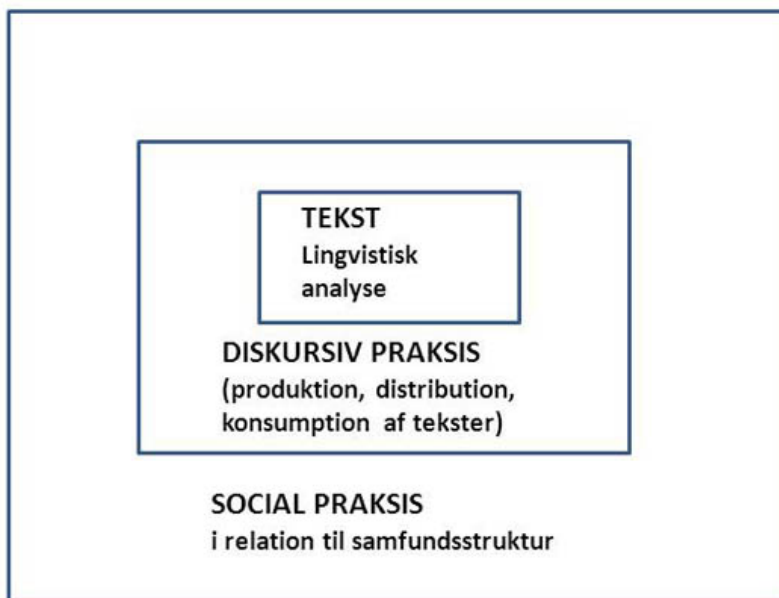 TEKST
Lingvistisk
analyse
DISKURSIV PRAKSIS
(produktion, distribution,
konsumption af tekster)
SOCIAL PRAKSIS
i relation til samfundsstruktur